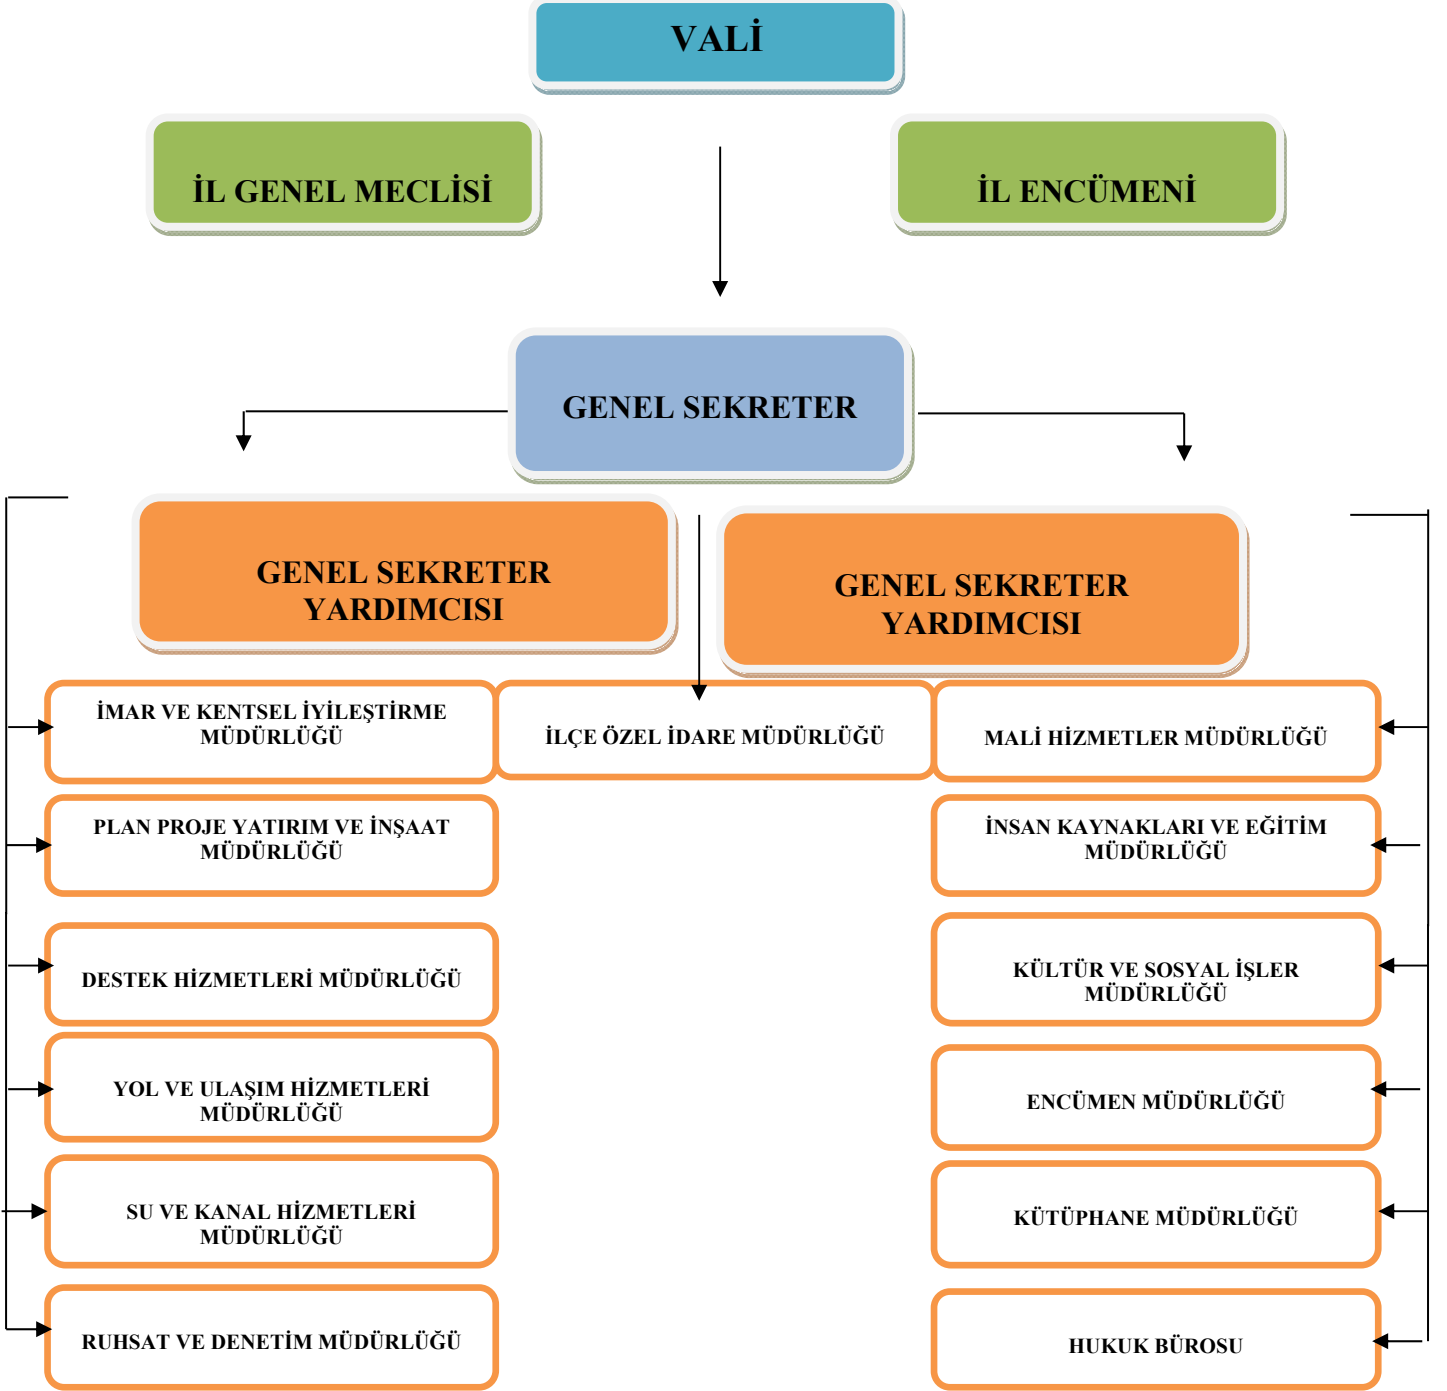 VALİ
İL GENEL MECLİSİ
İL ENCÜMENİ
GENEL SEKRETER
GENEL SEKRETER
YARDIMCISI
GENEL SEKRETER
YARDIMCISI
İMAR VE KENTSEL İYİLEŞTİRME
MÜDÜRLÜĞÜ
İLÇE ÖZEL İDARE MÜDÜRLÜĞÜ
MALİ HİZMETLER MÜDÜRLÜĞÜ
PLAN PROJE YATIRIM VE İNŞAAT
MÜDÜRLÜĞÜ
İNSAN KAYNAKLARI VE EĞİTİM
MÜDÜRLÜĞÜ
DESTEK HİZMETLERİ MÜDÜRLÜĞÜ
KÜLTÜR VE SOSYAL İŞLER
MÜDÜRLÜĞÜ
YOL VE ULAŞIM HİZMETLERİ
MÜDÜRLÜĞÜ
ENCÜMEN MÜDÜRLÜĞÜ
SU VE KANAL HİZMETLERİ
MÜDÜRLÜĞÜ
KÜTÜPHANE MÜDÜRLÜĞÜ
RUHSAT VE DENETİM MÜDÜRLÜĞÜ
HUKUK BÜROSU